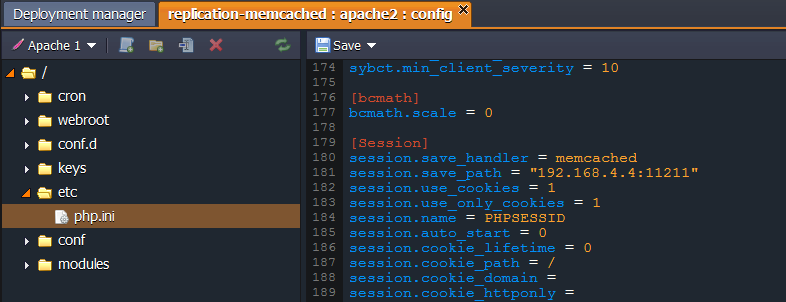 Deployment manager
replication-memcached : apache2 : config
Apache 1
Save
/
cron
webroot
conf.d
keys
etc
php.ini
conf
modules
174 sybct.min_client_severity = 10
175
176 [bcmath]
177 bcmath.scale = 0
178
179 [Session]
180 session.save_handler = memcached
181 session.save_path = "192.168.4.4:11211"
182 session.use_cookies = 1
183 session.use_only_cookies = 1
184 session.name = PHPSESSID
185 session.auto_start = 0
186 session.cookie_lifetime = 0
187 session.cookie_path = /
188 session.cookie_domain =
189 session.cookie_httponly =